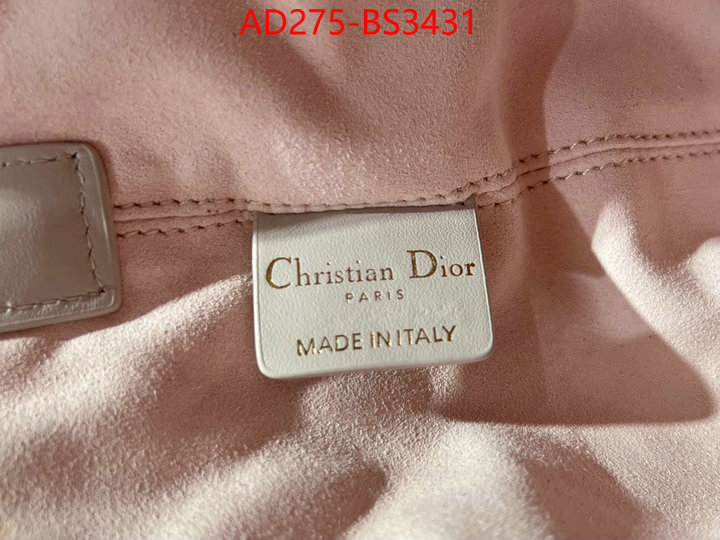 AD275-BS3431
Christian Dior
PARIS
MADE IN ITALY